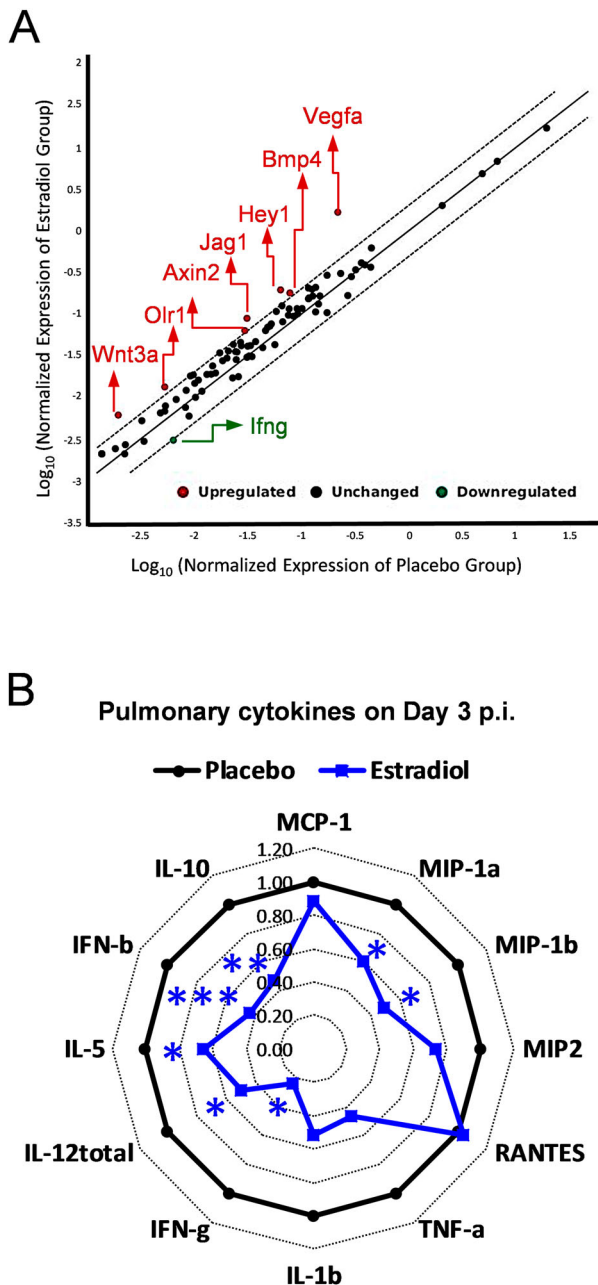 A
Log10 (Normalized Expression of Estradiol Group)
2
2.5
1
0.5
0
-0.5
-1
-1.5
-2
-2.5
-3
-3.5
Vegfa
Bmp4
Hey1
Jag1
Axin2
Olr1
Wnt3a
Ifng
Upregulated Unchanged Downregulated
-2.5 -2 -1.5 -1 -0.5 0 0.5 1 1.5
Log10 (Normalized Expression of Placebo Group)
B
Pulmonary cytokines on Day 3 p.i.
Placebo Estradiol
MCP-1
MIP-1a
MIP-1b
MIP2
RANTES
TNF-a
IL-1b
IFN-g
IL-12total
IL-5
IFN-b
IL-10
1.20
1.00
0.80
0.60
0.40
0.20
0.00
* *
* * *
*
*
*
*
*